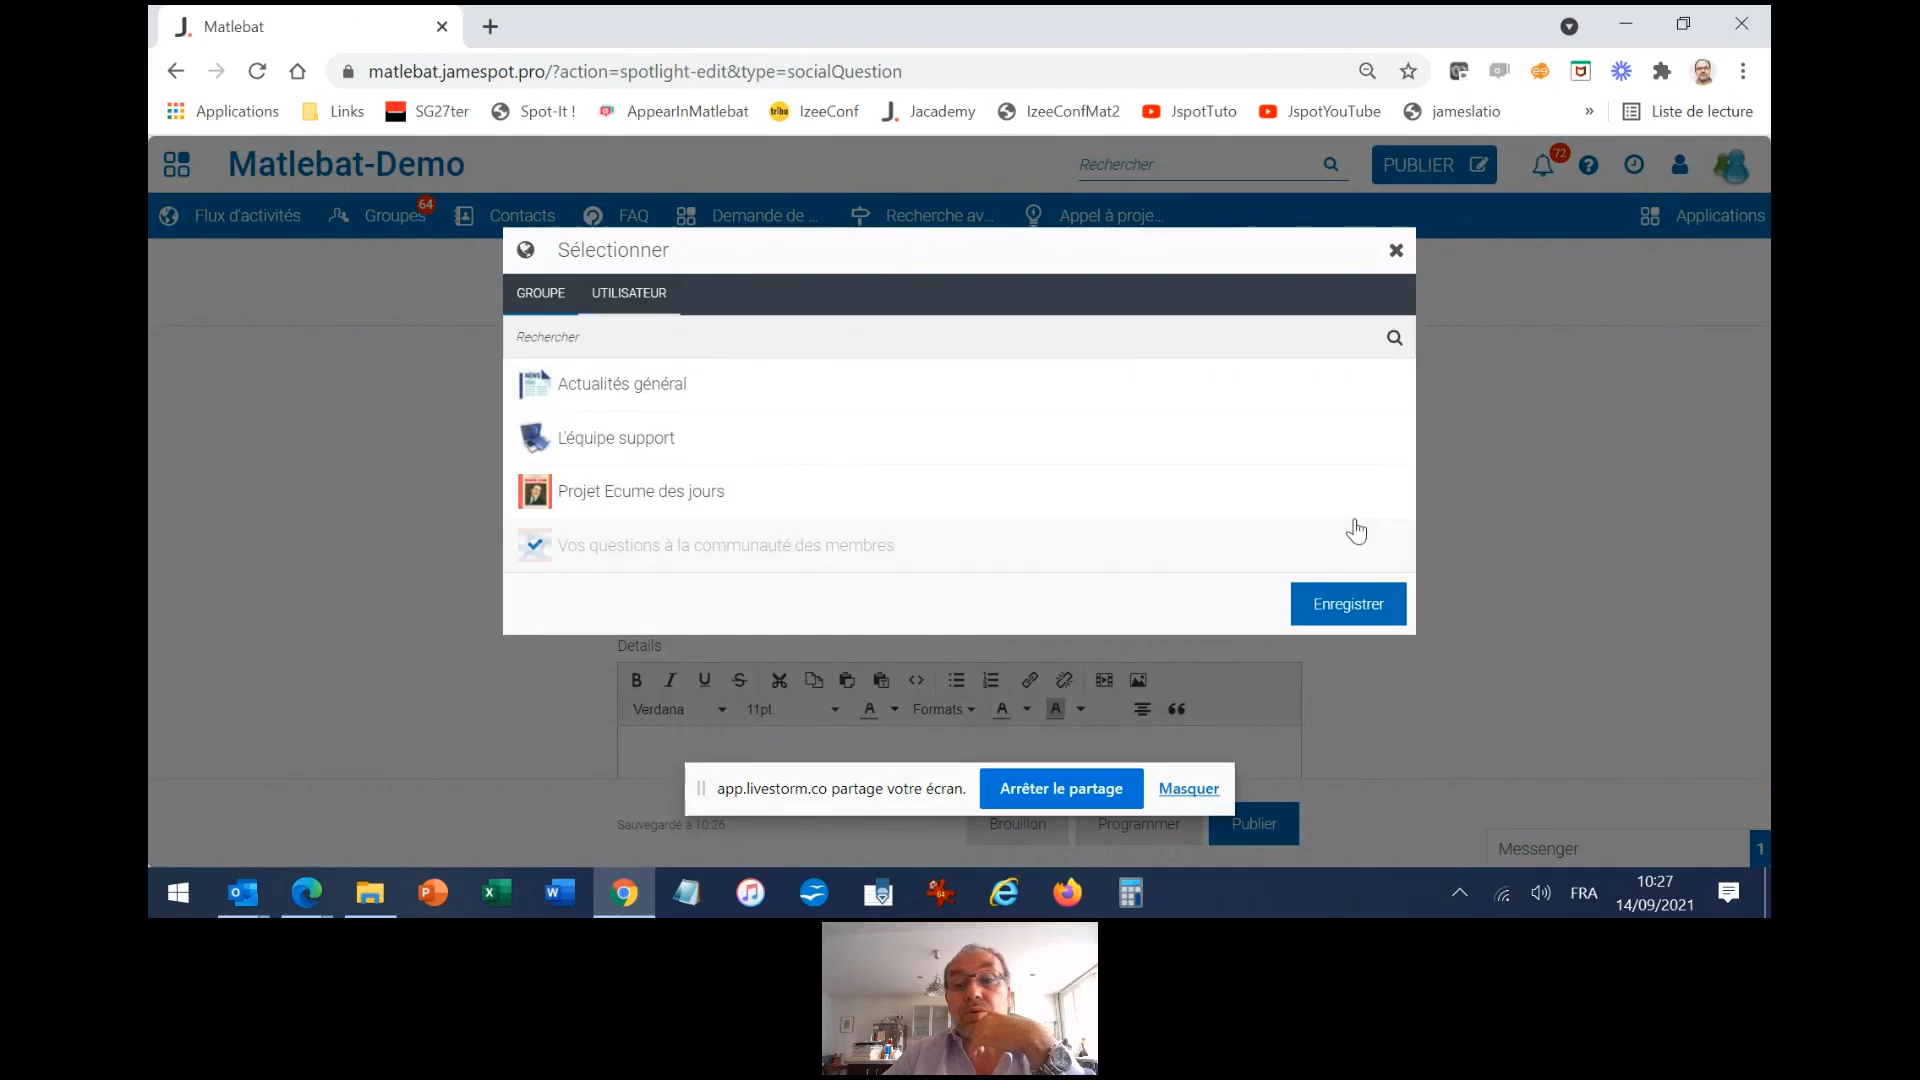 Matlebat
matlebat.jamespot.pro/?action=spotlight-edit&type=socialQuestion
Applications Links SG27ter Spot-It ! AppearInMatlebat tribu IzeeConf Jacademy IzeeConfMat2 JspotTuto JspotYouTube jameslatio » Liste de lecture
Matlebat-Demo Rechercher PUBLIER 72
Flux d'activités Groupes 64 Contacts FAQ Demande de ... Recherche av... Appel à proje... Applications
Sélectionner
GROUPE UTILISATEUR
Rechercher
NEWS Actualités général
L'équipe support
Projet Ecume des jours
Vos questions à la communauté des membres
Enregistrer
Details
B I U S
Verdana 11pt A Formats A A
app.livestorm.co partage votre écran. Arrêter le partage Masquer
Sauvegardé à 10:26 Brouillon Programmer Publier
Messenger 1
64 FRA 10:27
14/09/2021